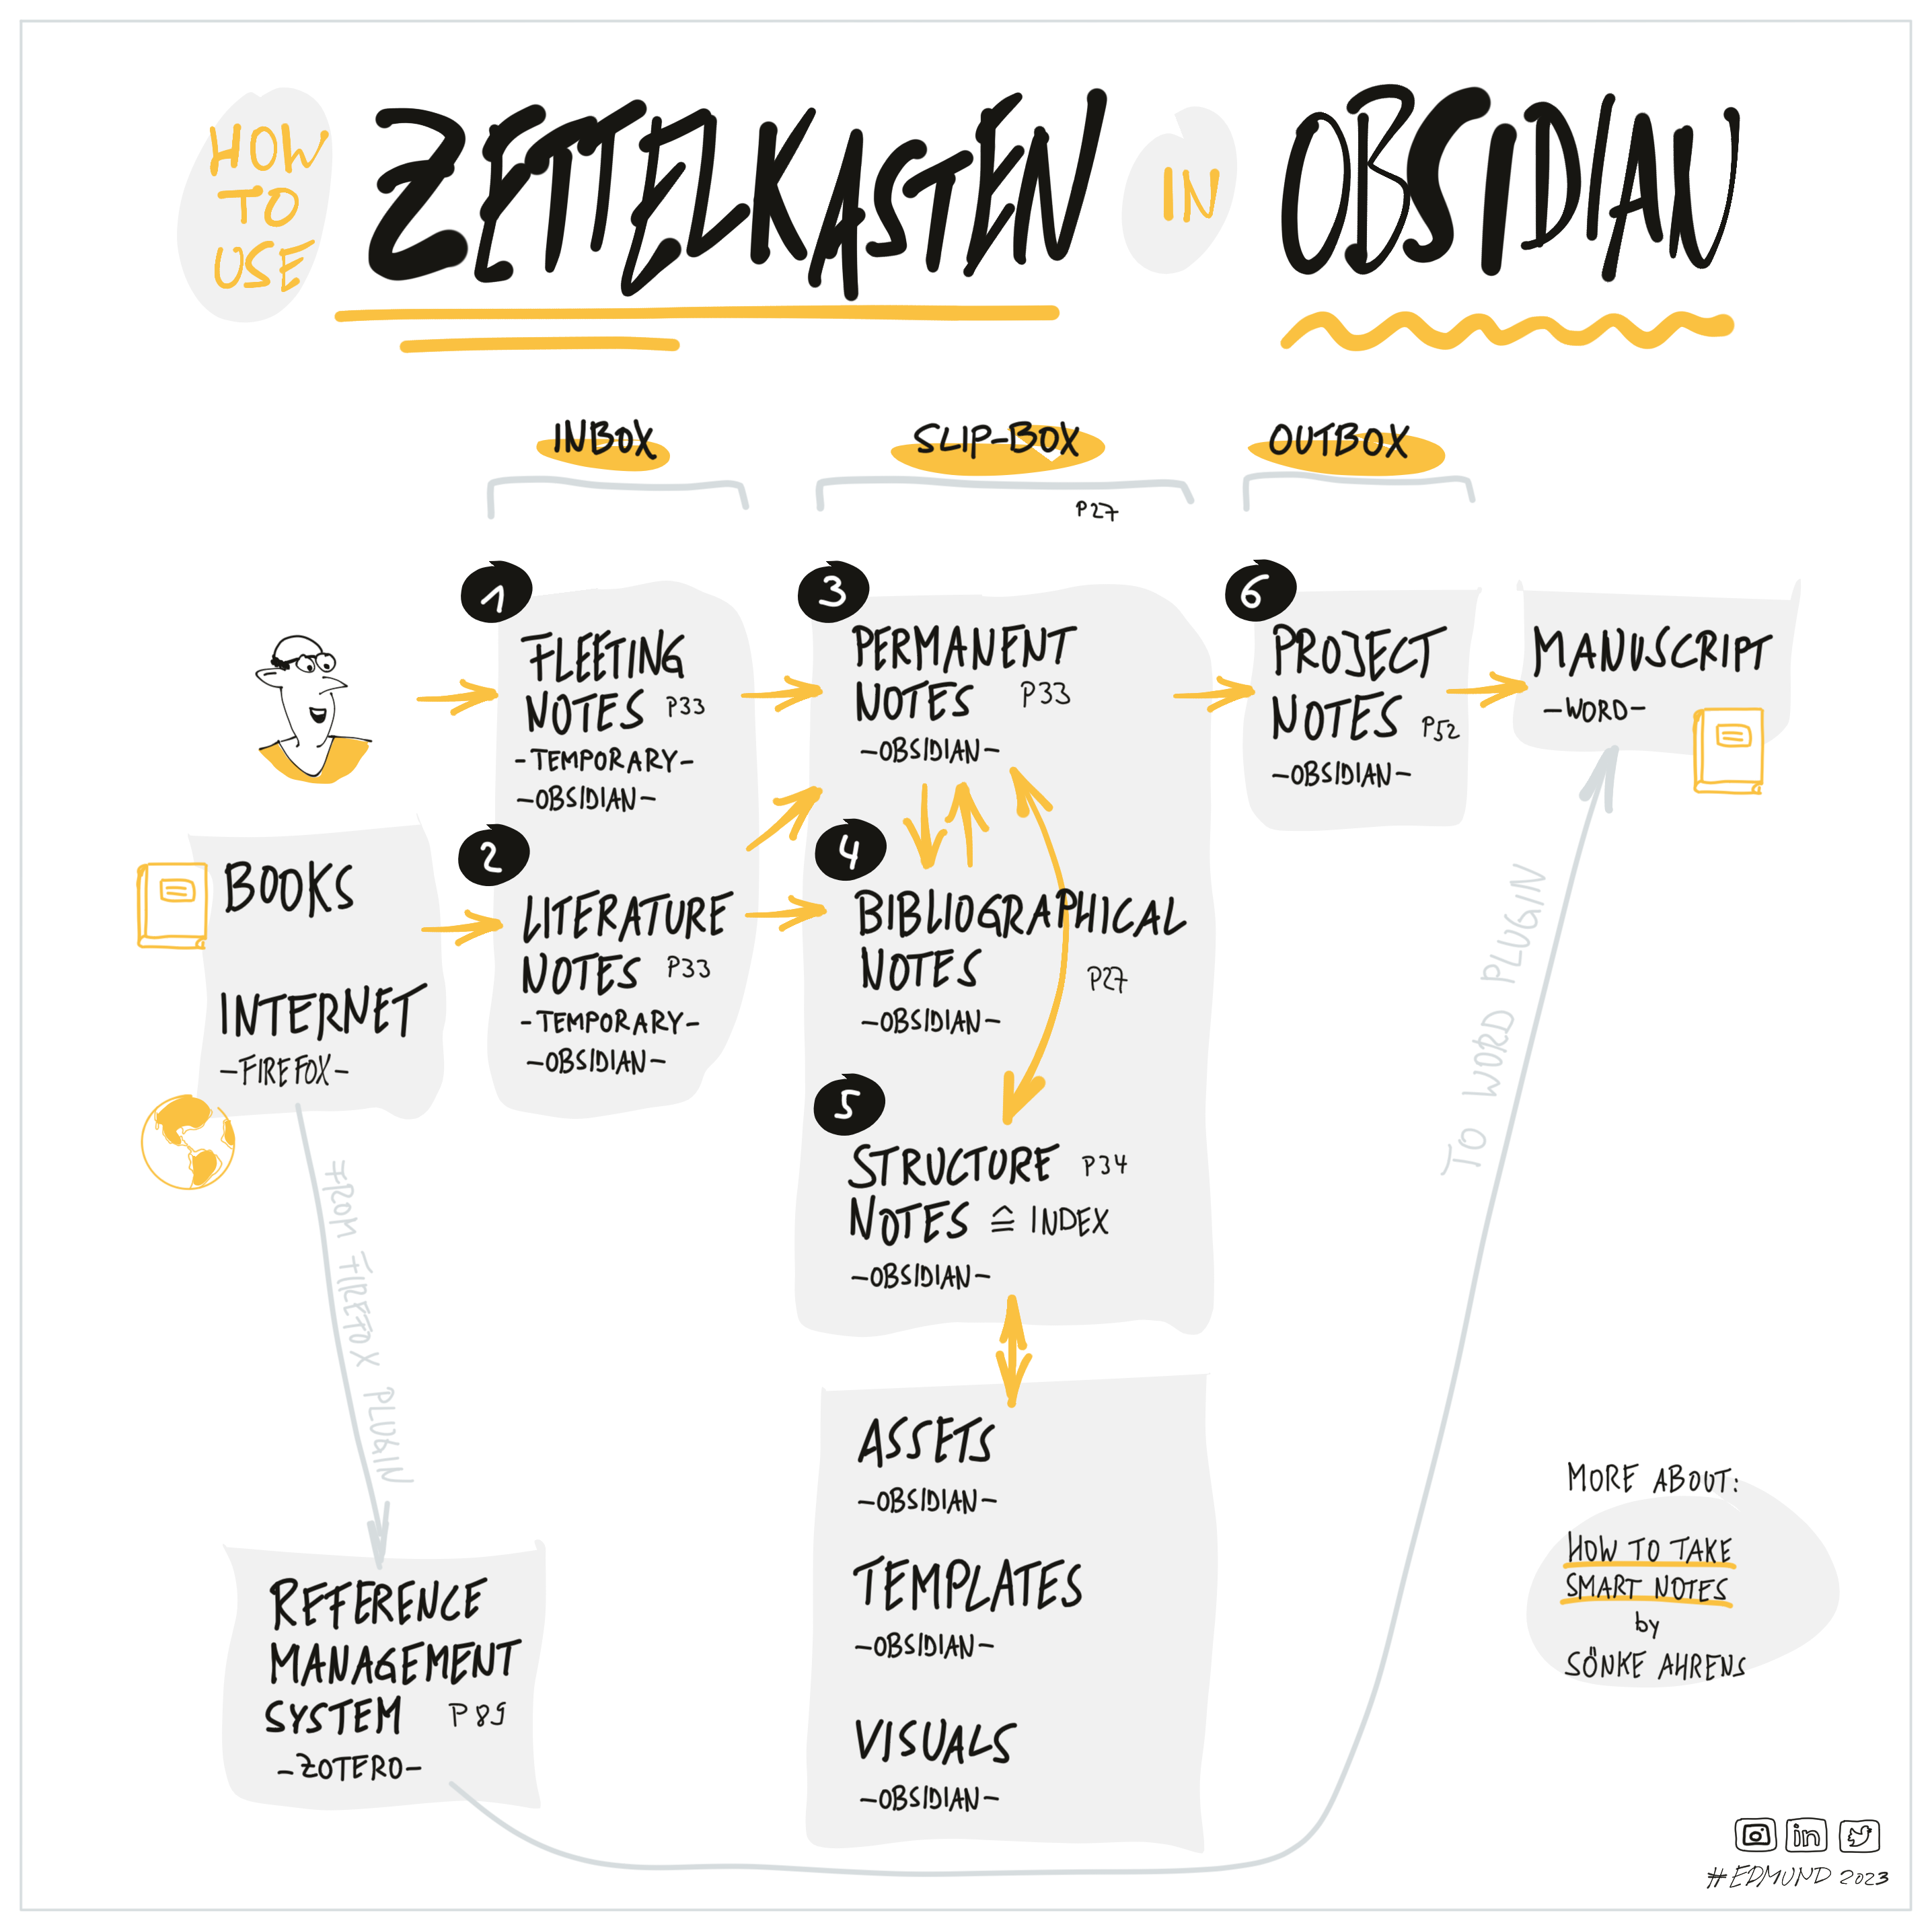 HOW
TO
USE
ZETTELKASTEN
IN
OBSIDIAN
INBOX
SLIP-BOX
P27
OUTBOX
1
FLEETING
NOTES P33
-TEMPORARY-
-OBSIDIAN-
2
LITERATURE
NOTES P33
-TEMPORARY-
-OBSIDIAN-
BOOKS
INTERNET
-FIREFOX-
3
PERMANENT
NOTES P33
-OBSIDIAN-
4
BIBLIOGRAPHICAL
NOTES P27
-OBSIDIAN-
5
STRUCTURE P34
NOTES ≙ INDEX
-OBSIDIAN-
6
PROJECT
NOTES P52
-OBSIDIAN-
MANUSCRIPT
-WORD-
FROM FIREFOX PLUGIN
TO WORD PLUGIN
ASSETS
-OBSIDIAN-
TEMPLATES
-OBSIDIAN-
VISUALS
-OBSIDIAN-
REFERENCE
MANAGEMENT
SYSTEM P89
-ZOTERO-
MORE ABOUT:
HOW TO TAKE
SMART NOTES
by
SÖNKE AHRENS
in
#EDMUND 2023